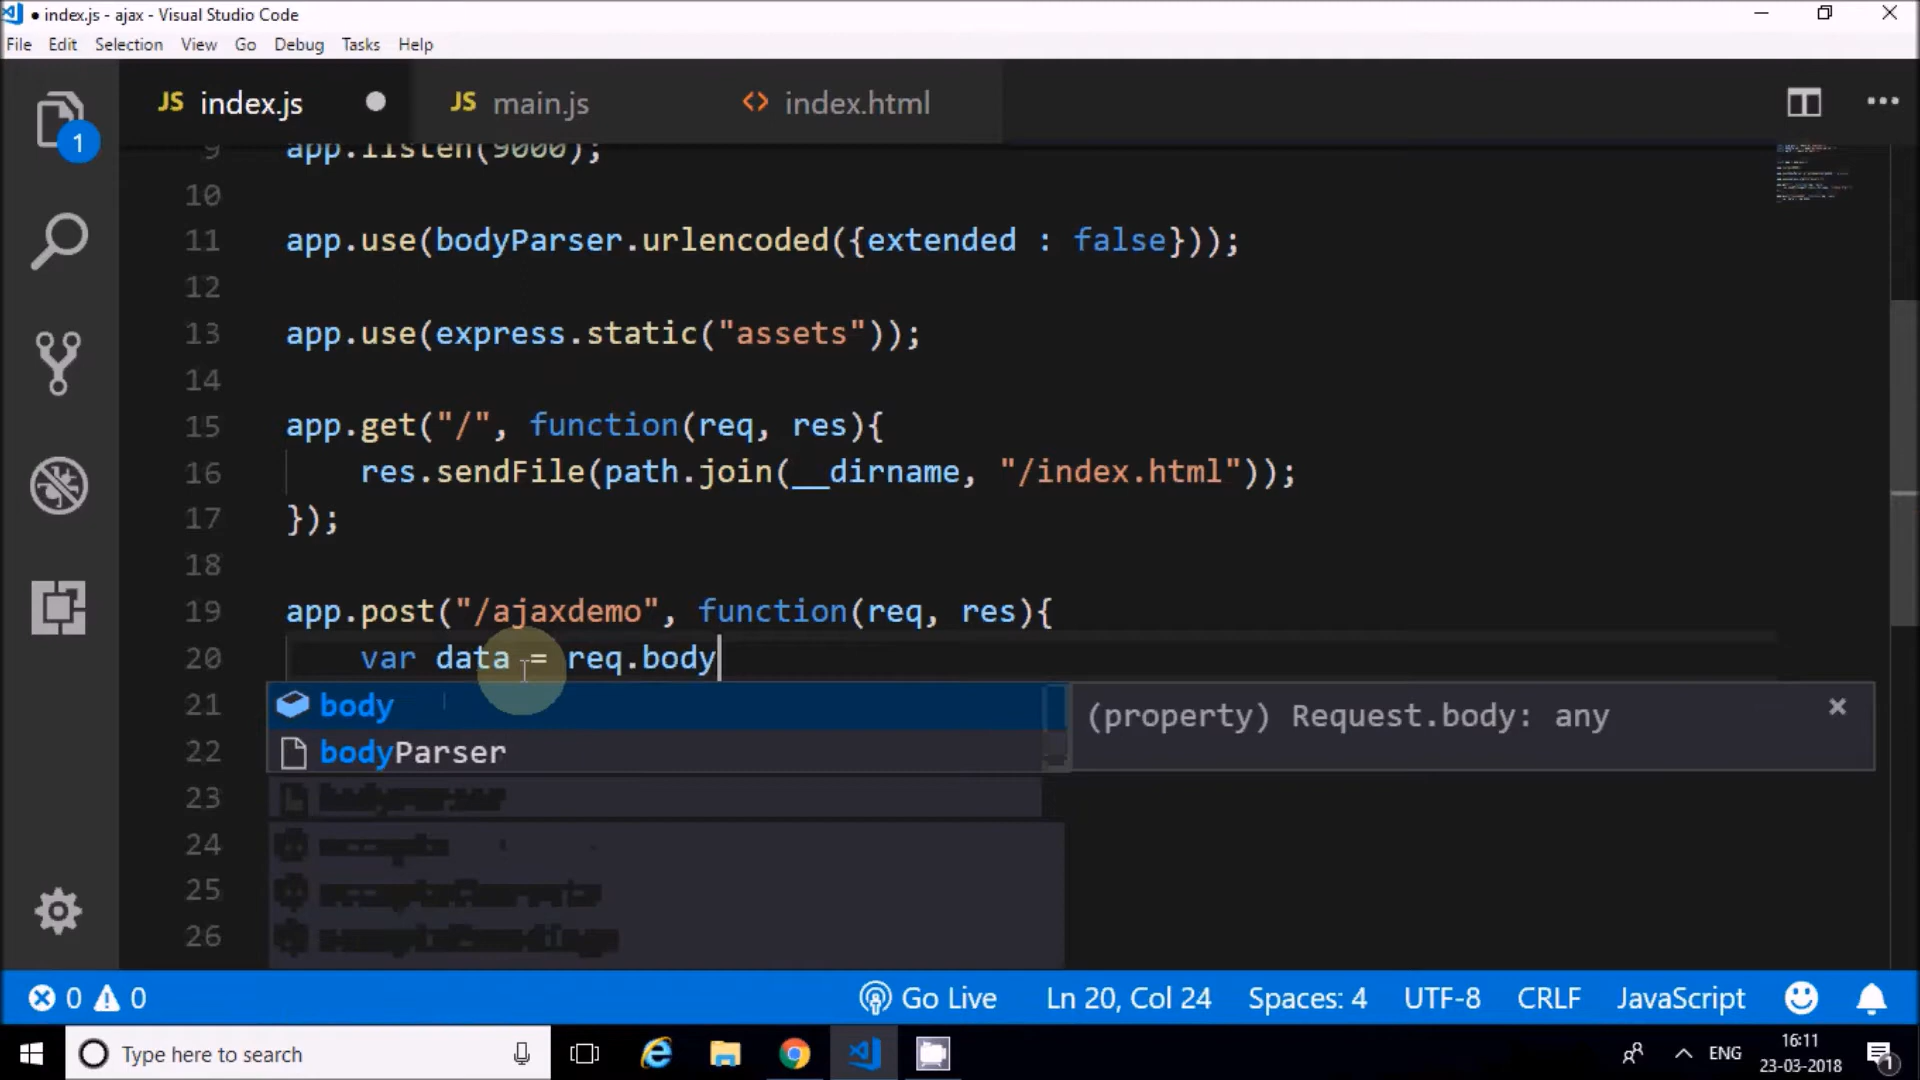 ● index.js - ajax - Visual Studio Code
File Edit Selection View Go Debug Tasks Help
1
JS index.js ● JS main.js <> index.html
9 app.listen(9000);
10
11 app.use(bodyParser.urlencoded({extended : false}));
12
13 app.use(express.static("assets"));
14
15 app.get("/", function(req, res){
16 res.sendFile(path.join(__dirname, "/index.html"));
17 });
18
19 app.post("/ajaxdemo", function(req, res){
20 var data = req.body
21 body (property) Request.body: any
22 bodyParser
23
24
25
26
0 0 Go Live Ln 20, Col 24 Spaces: 4 UTF-8 CRLF JavaScript
Type here to search ENG 16:11
23-03-2018 1